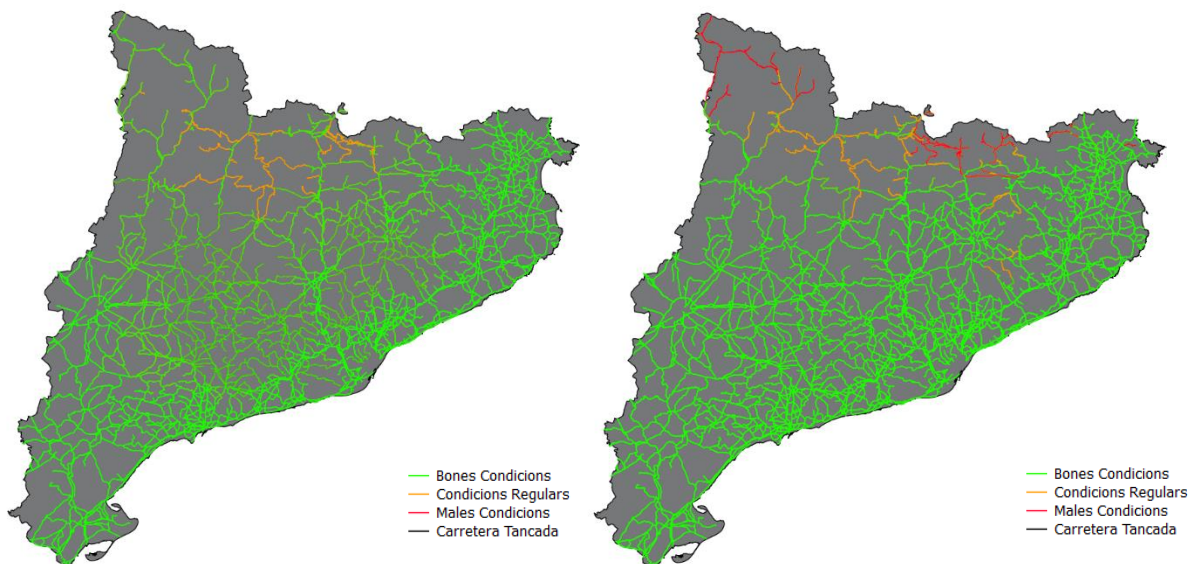 Bones Condicions
Condicions Regulars
Males Condicions
Carretera Tancada
Bones Condicions
Condicions Regulars
Males Condicions
Carretera Tancada